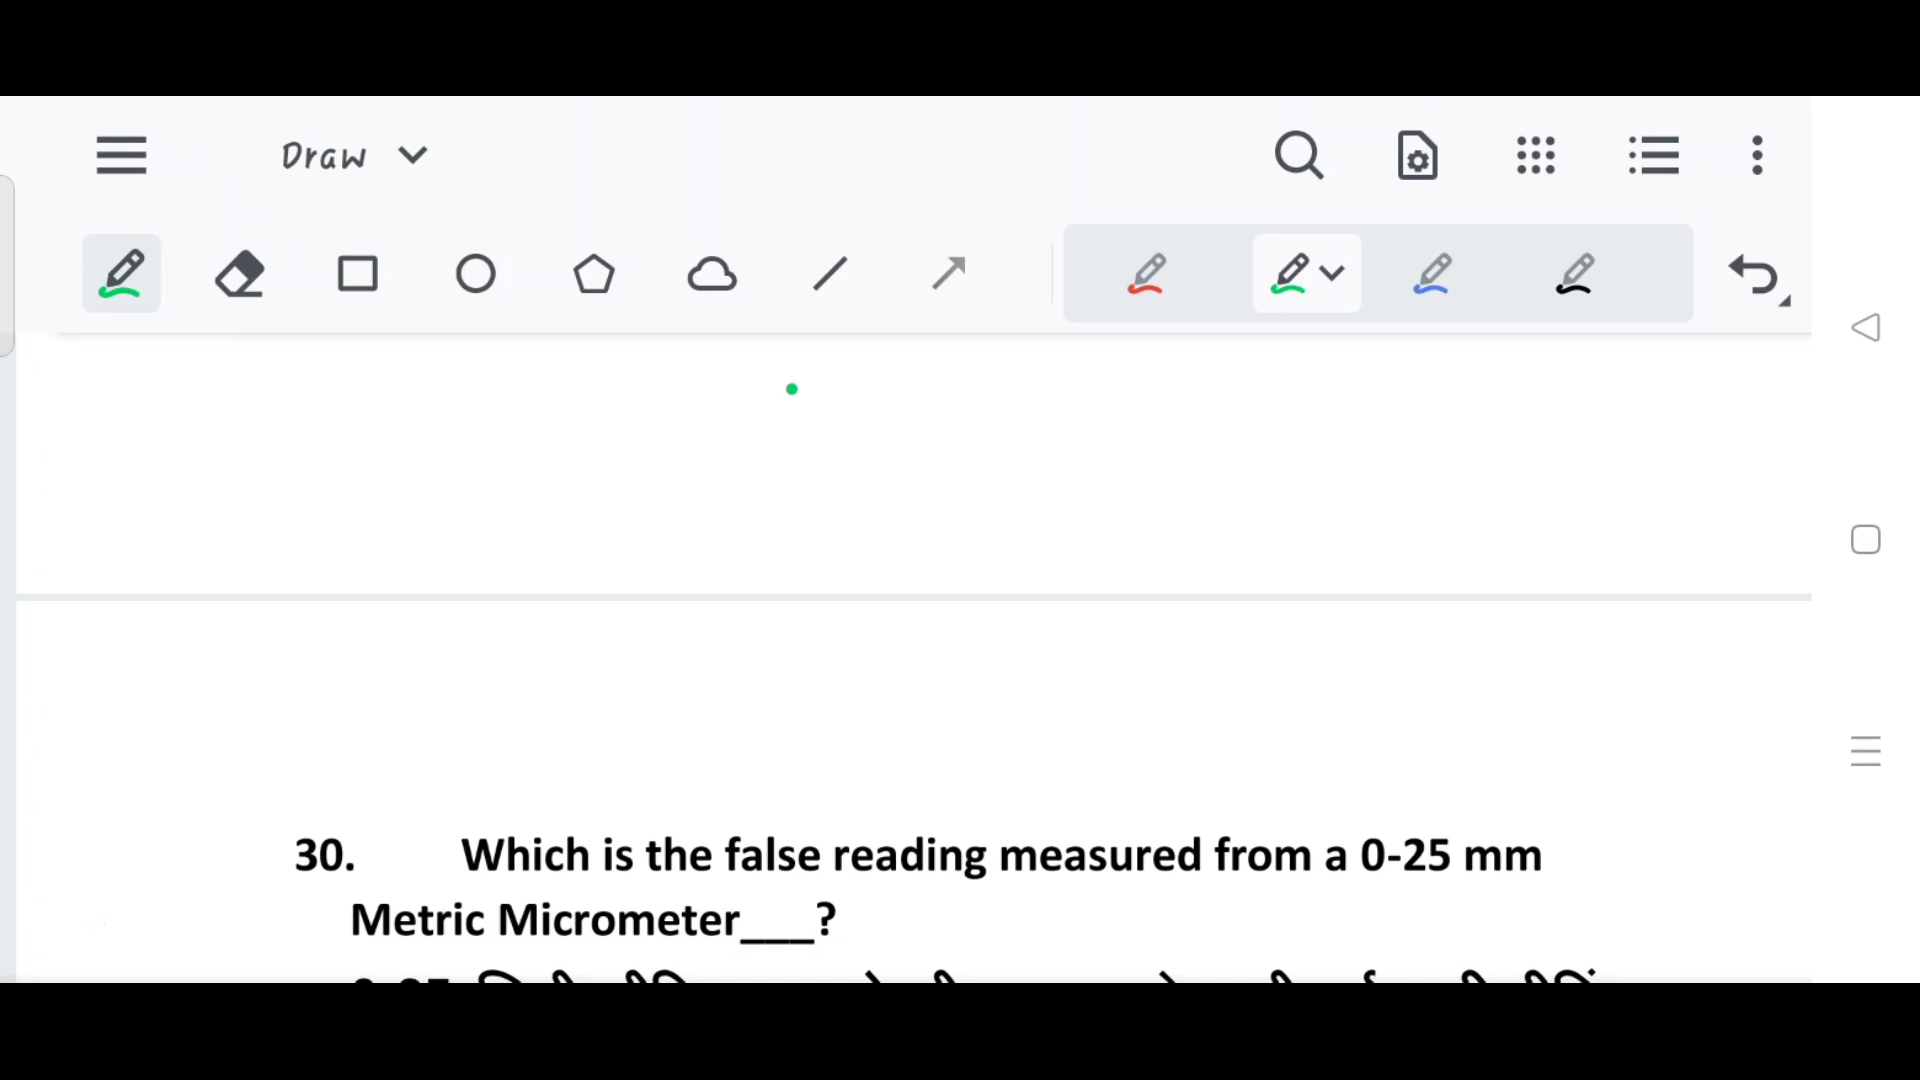 Draw
30. Which is the false reading measured from a 0-25 mm
Metric Micrometer___?